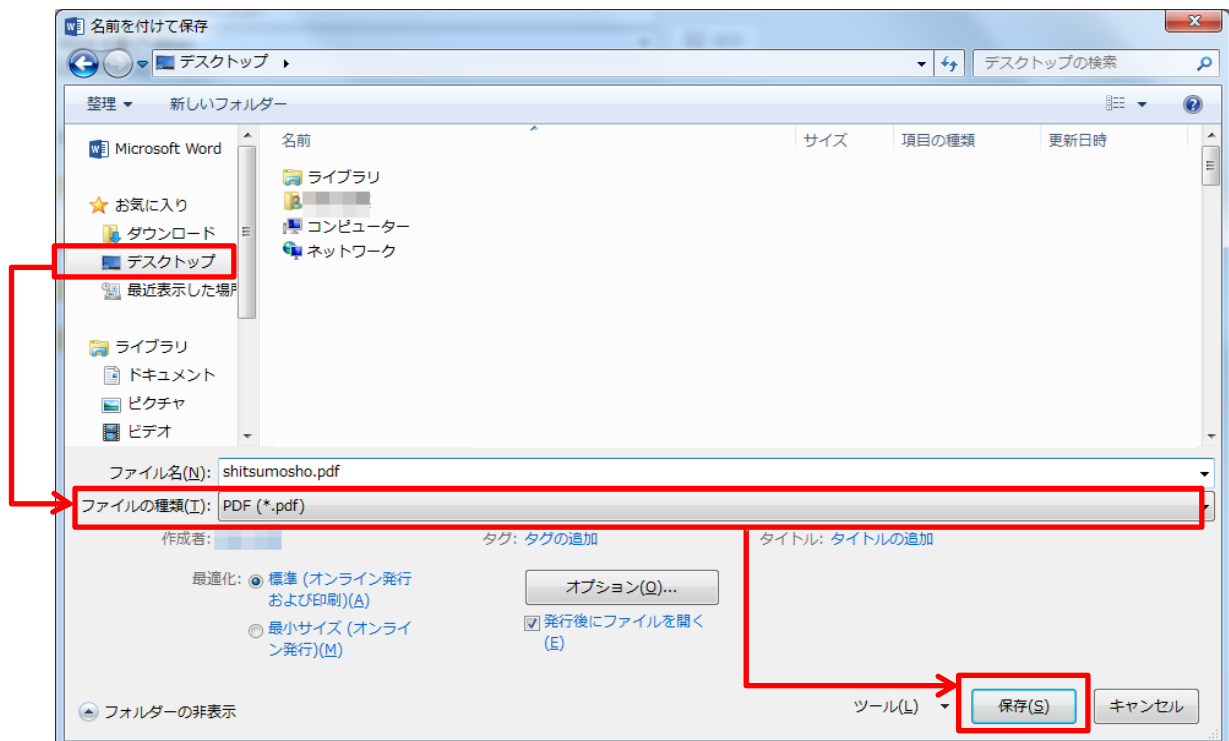 名前を付けて保存
デスクトップ
デスクトップの検索
整理 新しいフォルダー
Microsoft Word
お気に入り
ダウンロード
デスクトップ
最近表示した場所
ライブラリ
ドキュメント
ピクチャ
ビデオ
名前 サイズ 項目の種類 更新日時
ライブラリ
コンピューター
ネットワーク
ファイル名(N): shitsumosho.pdf
ファイルの種類(T): PDF (*.pdf)
作成者: タグ: タグの追加 タイトル: タイトルの追加
最適化: 標準 (オンライン発行
および印刷)(A)
最小サイズ (オンライ
ン発行)(M)
オプション(O)...
発行後にファイルを開く
(E)
フォルダーの非表示
ツール(L) 保存(S) キャンセル